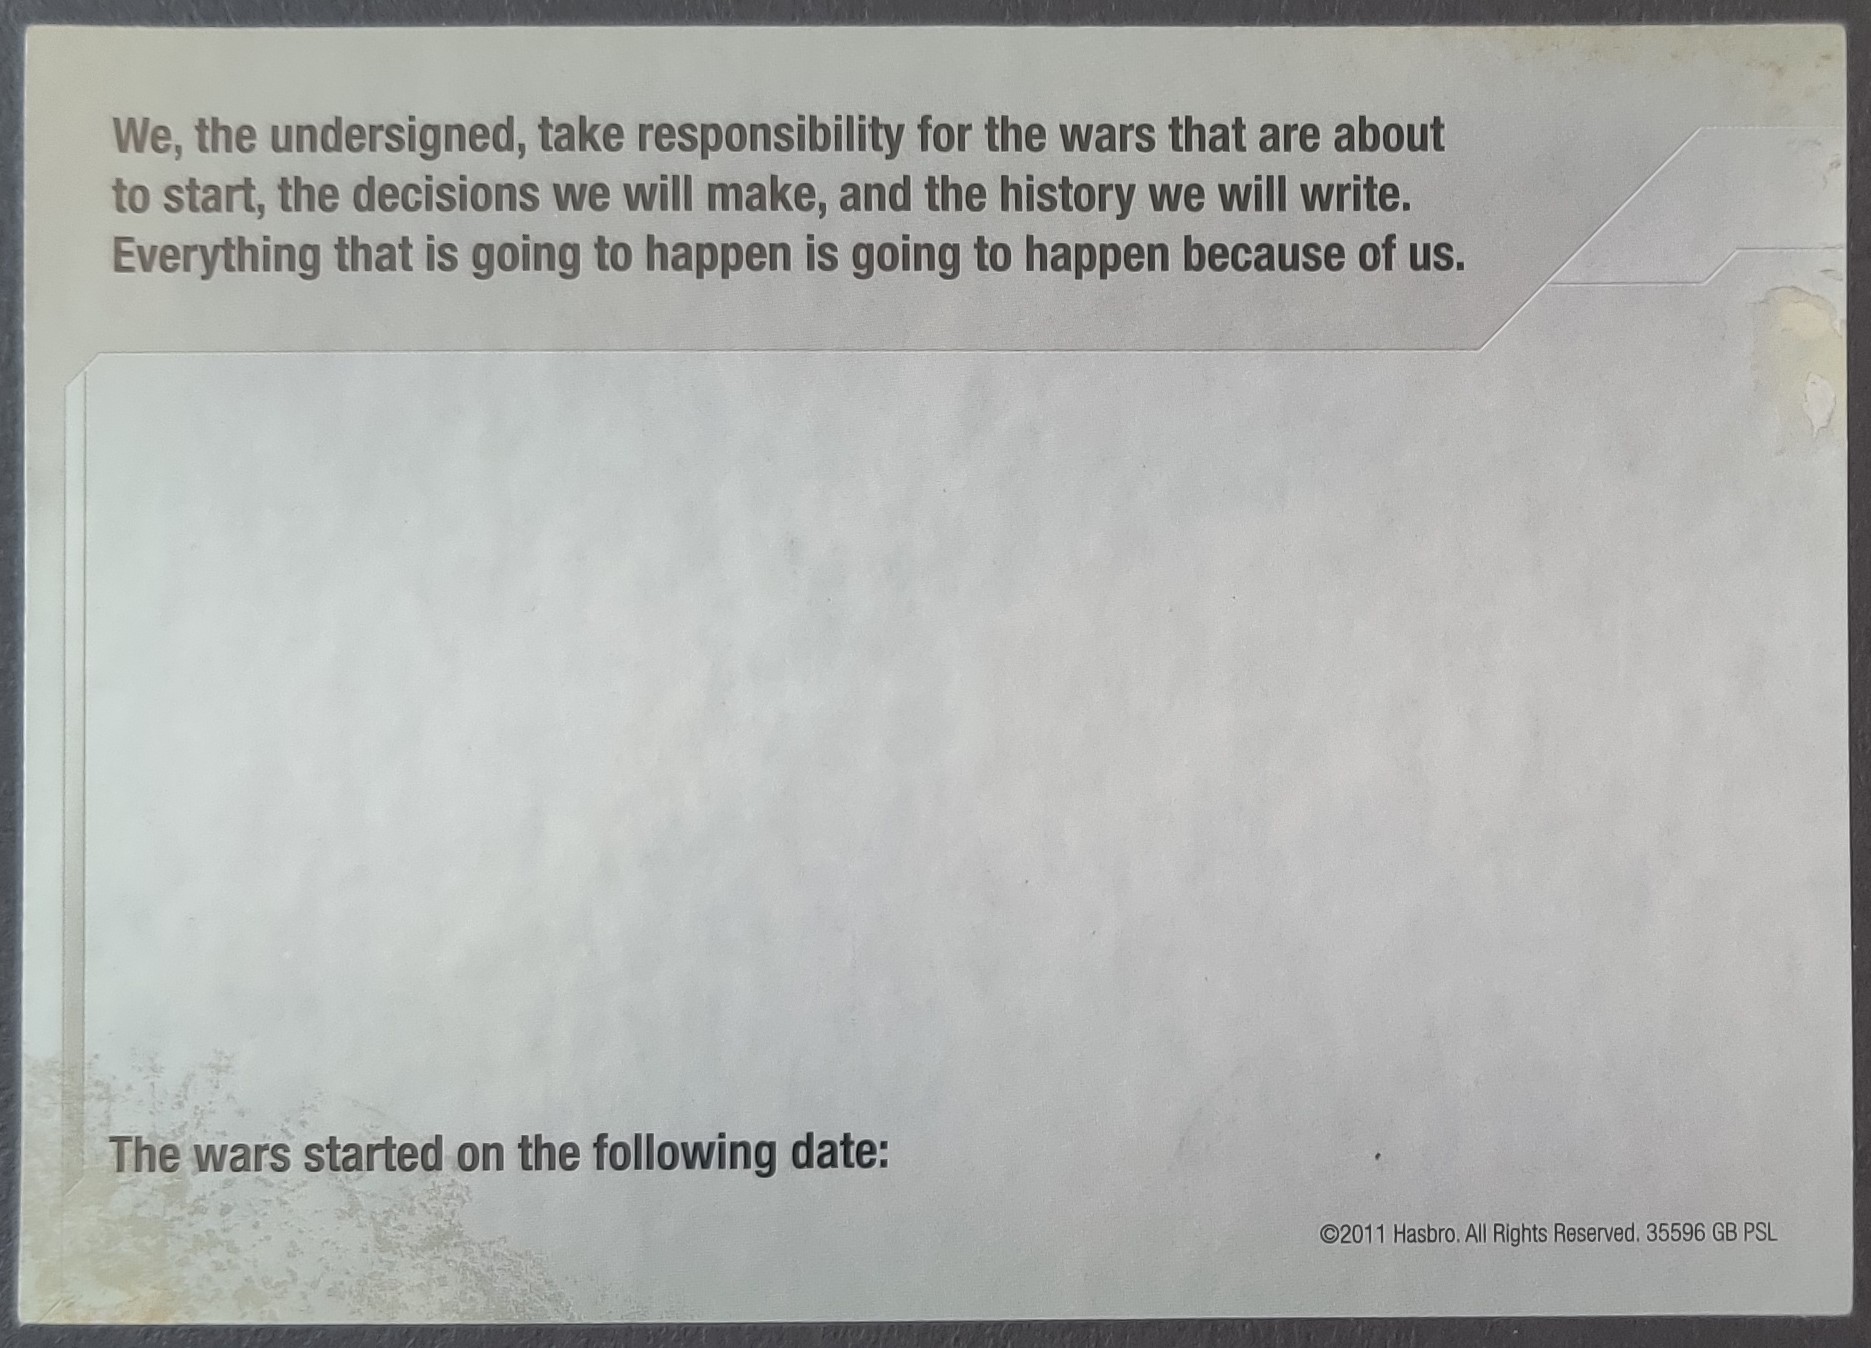 We, the undersigned, take responsibility for the wars that are about
to start, the decisions we will make, and the history we will write.
Everything that is going to happen is going to happen because of us.
The wars started on the following date:
©2011 Hasbro. All Rights Reserved. 35596 GB PSL